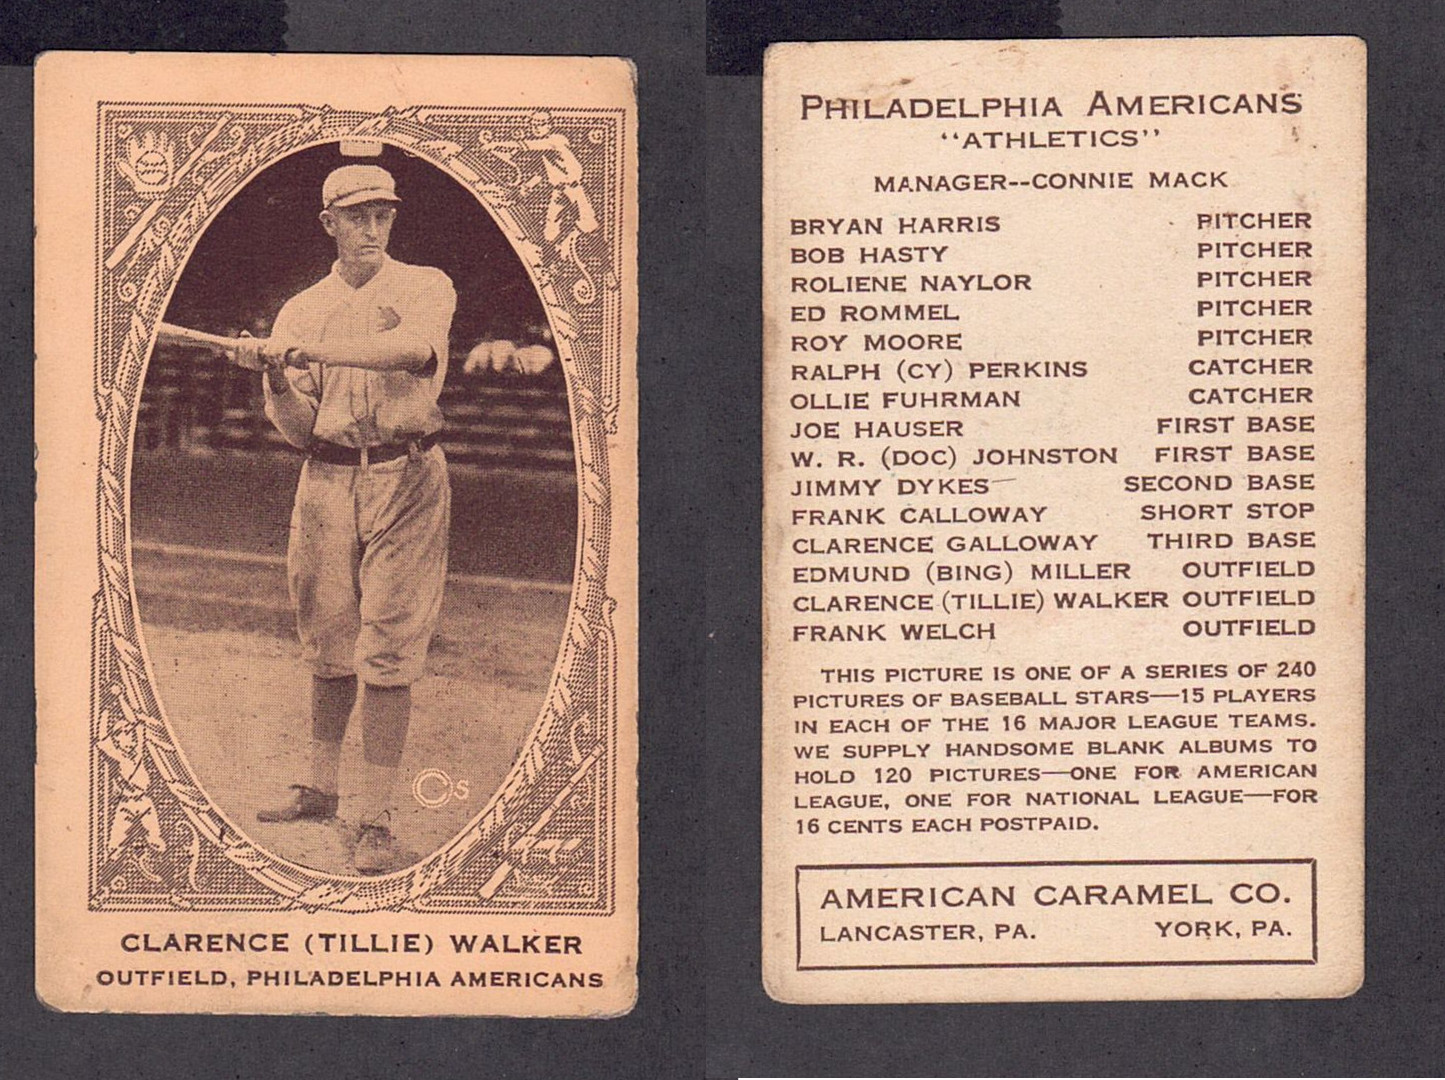 CLARENCE (TILLIE) WALKER
OUTFIELD, PHILADELPHIA AMERICANS
PHILADELPHIA AMERICANS
"ATHLETICS"
MANAGER--CONNIE MACK
BRYAN HARRIS PITCHER
BOB HASTY PITCHER
ROLIENE NAYLOR PITCHER
ED ROMMEL PITCHER
ROY MOORE PITCHER
RALPH (CY) PERKINS CATCHER
OLLIE FUHRMAN CATCHER
JOE HAUSER FIRST BASE
W. R. (DOC) JOHNSTON FIRST BASE
JIMMY DYKES SECOND BASE
FRANK CALLOWAY SHORT STOP
CLARENCE GALLOWAY THIRD BASE
EDMUND (BING) MILLER OUTFIELD
CLARENCE (TILLIE) WALKER OUTFIELD
FRANK WELCH OUTFIELD
THIS PICTURE IS ONE OF A SERIES OF 240
PICTURES OF BASEBALL STARS—15 PLAYERS
IN EACH OF THE 16 MAJOR LEAGUE TEAMS.
WE SUPPLY HANDSOME BLANK ALBUMS TO
HOLD 120 PICTURES—ONE FOR AMERICAN
LEAGUE, ONE FOR NATIONAL LEAGUE—FOR
16 CENTS EACH POSTPAID.
AMERICAN CARAMEL CO.
LANCASTER, PA. YORK, PA.